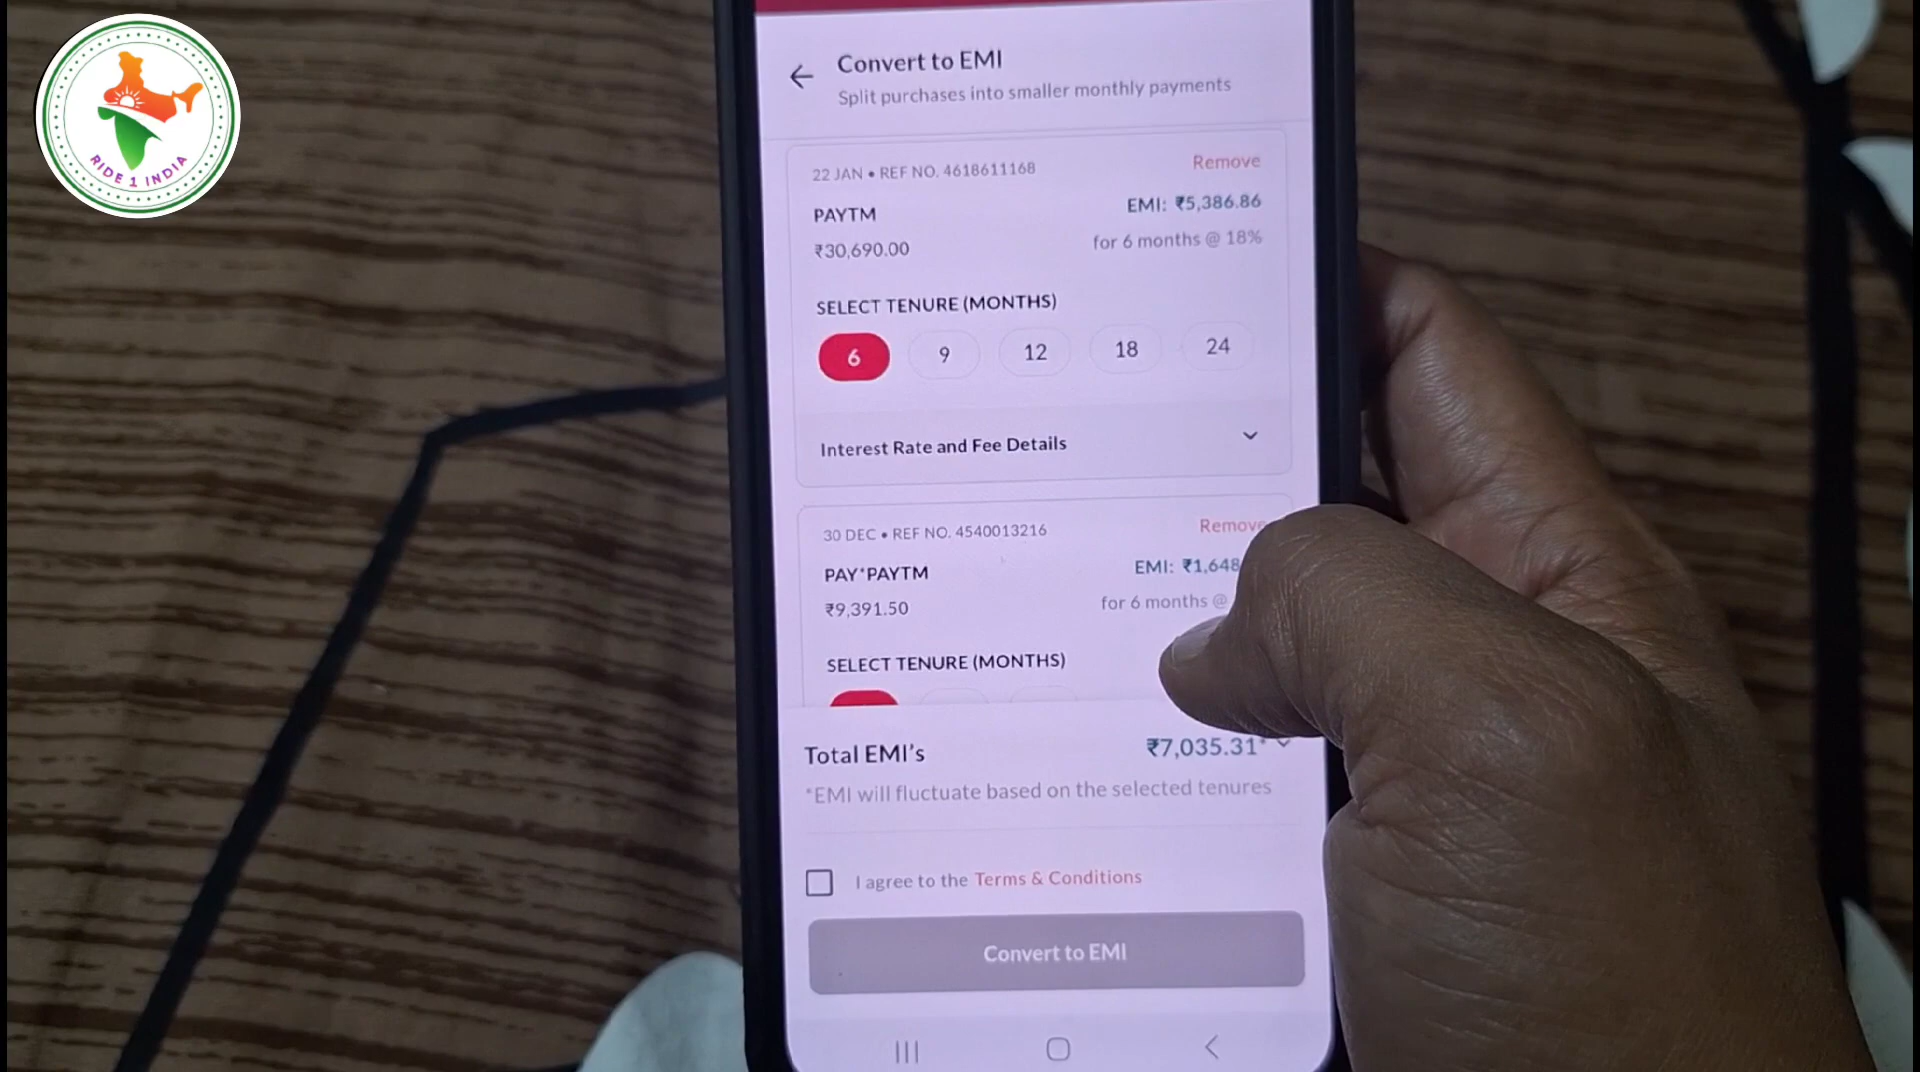 RIDE 1 INDIA
Convert to EMI
Split purchases into smaller monthly payments
22 JAN • REF NO. 4618611168
Remove
PAYTM
EMI: ₹5,386.86
₹30,690.00
for 6 months @ 18%
SELECT TENURE (MONTHS)
6 9 12 18 24
Interest Rate and Fee Details
30 DEC • REF NO. 4540013216
Remove
PAY*PAYTM
EMI: ₹1,648
₹9,391.50
for 6 months @
SELECT TENURE (MONTHS)
Total EMI's
₹7,035.31*
*EMI will fluctuate based on the selected tenures
I agree to the Terms & Conditions
Convert to EMI